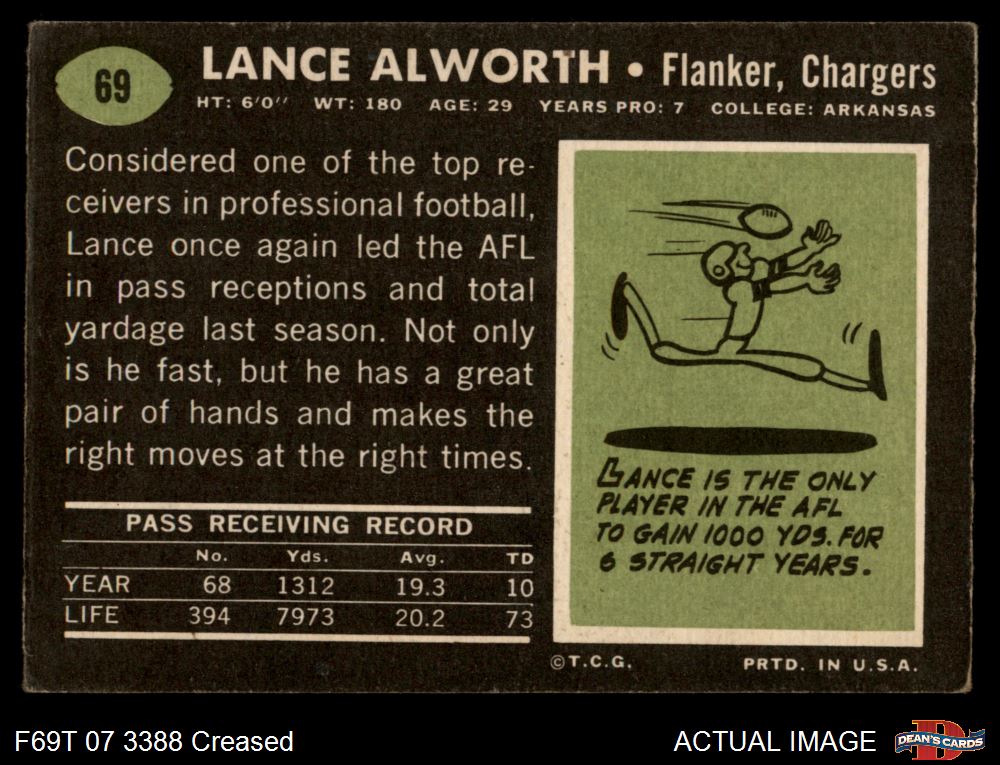 69
LANCE ALWORTH • Flanker, Chargers
HT: 6'0" WT: 180 AGE: 29 YEARS PRO: 7 COLLEGE: ARKANSAS
Considered one of the top re-
ceivers in professional football,
Lance once again led the AFL
in pass receptions and total
yardage last season. Not only
is he fast, but he has a great
pair of hands and makes the
right moves at the right times.
PASS RECEIVING RECORD
No. Yds. Avg. TD
YEAR 68 1312 19.3 10
LIFE 394 7973 20.2 73
LANCE IS THE ONLY
PLAYER IN THE AFL
TO GAIN 1000 YDS. FOR
6 STRAIGHT YEARS.
©T.C.G. PRTD. IN U.S.A.
F69T 07 3388 Creased
ACTUAL IMAGE
DEAN'S CARDS